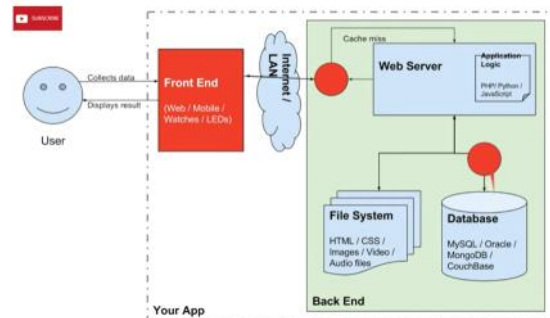 SUBSCRIBE
Cache miss
Internet /
LAN
Application
Logic
PHP/ Python /
JavaScript
Web Server
Collects data
Front End
Displays result
(Web / Mobile /
Watches / LEDs)
User
File System
HTML / CSS /
Images / Video /
Audio files
Database
MySQL / Oracle /
MongoDB /
CouchBase
Back End
Your App